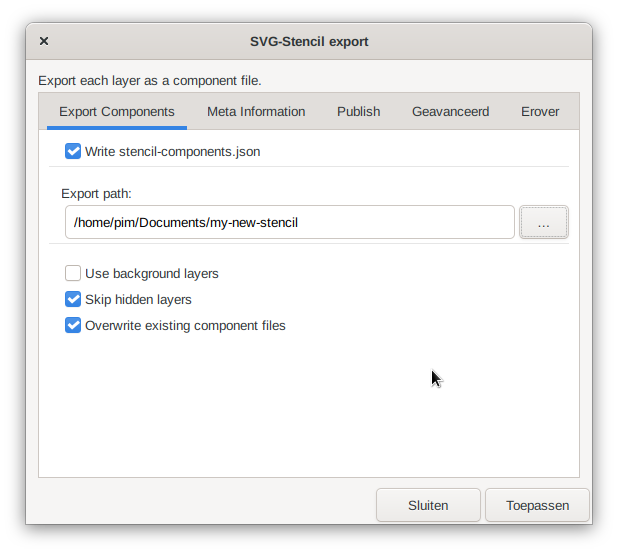 SVG-Stencil export
Export each layer as a component file.
Export Components Meta Information Publish Geavanceerd Erover
Write stencil-components.json
Export path:
/home/pim/Documents/my-new-stencil ...
Use background layers
Skip hidden layers
Overwrite existing component files
Sluiten Toepassen